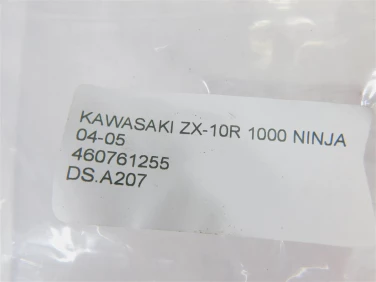 KAWASAKI ZX-10R 1000 NINJA
04-05
460761255
DS.A207